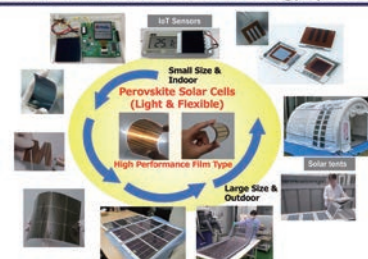 IoT Sensors
Small Size &
Indoor
Perovskite Solar Cells
(Light & Flexible)
High Performance Film Type
Solar tents
Large Size &
Outdoor